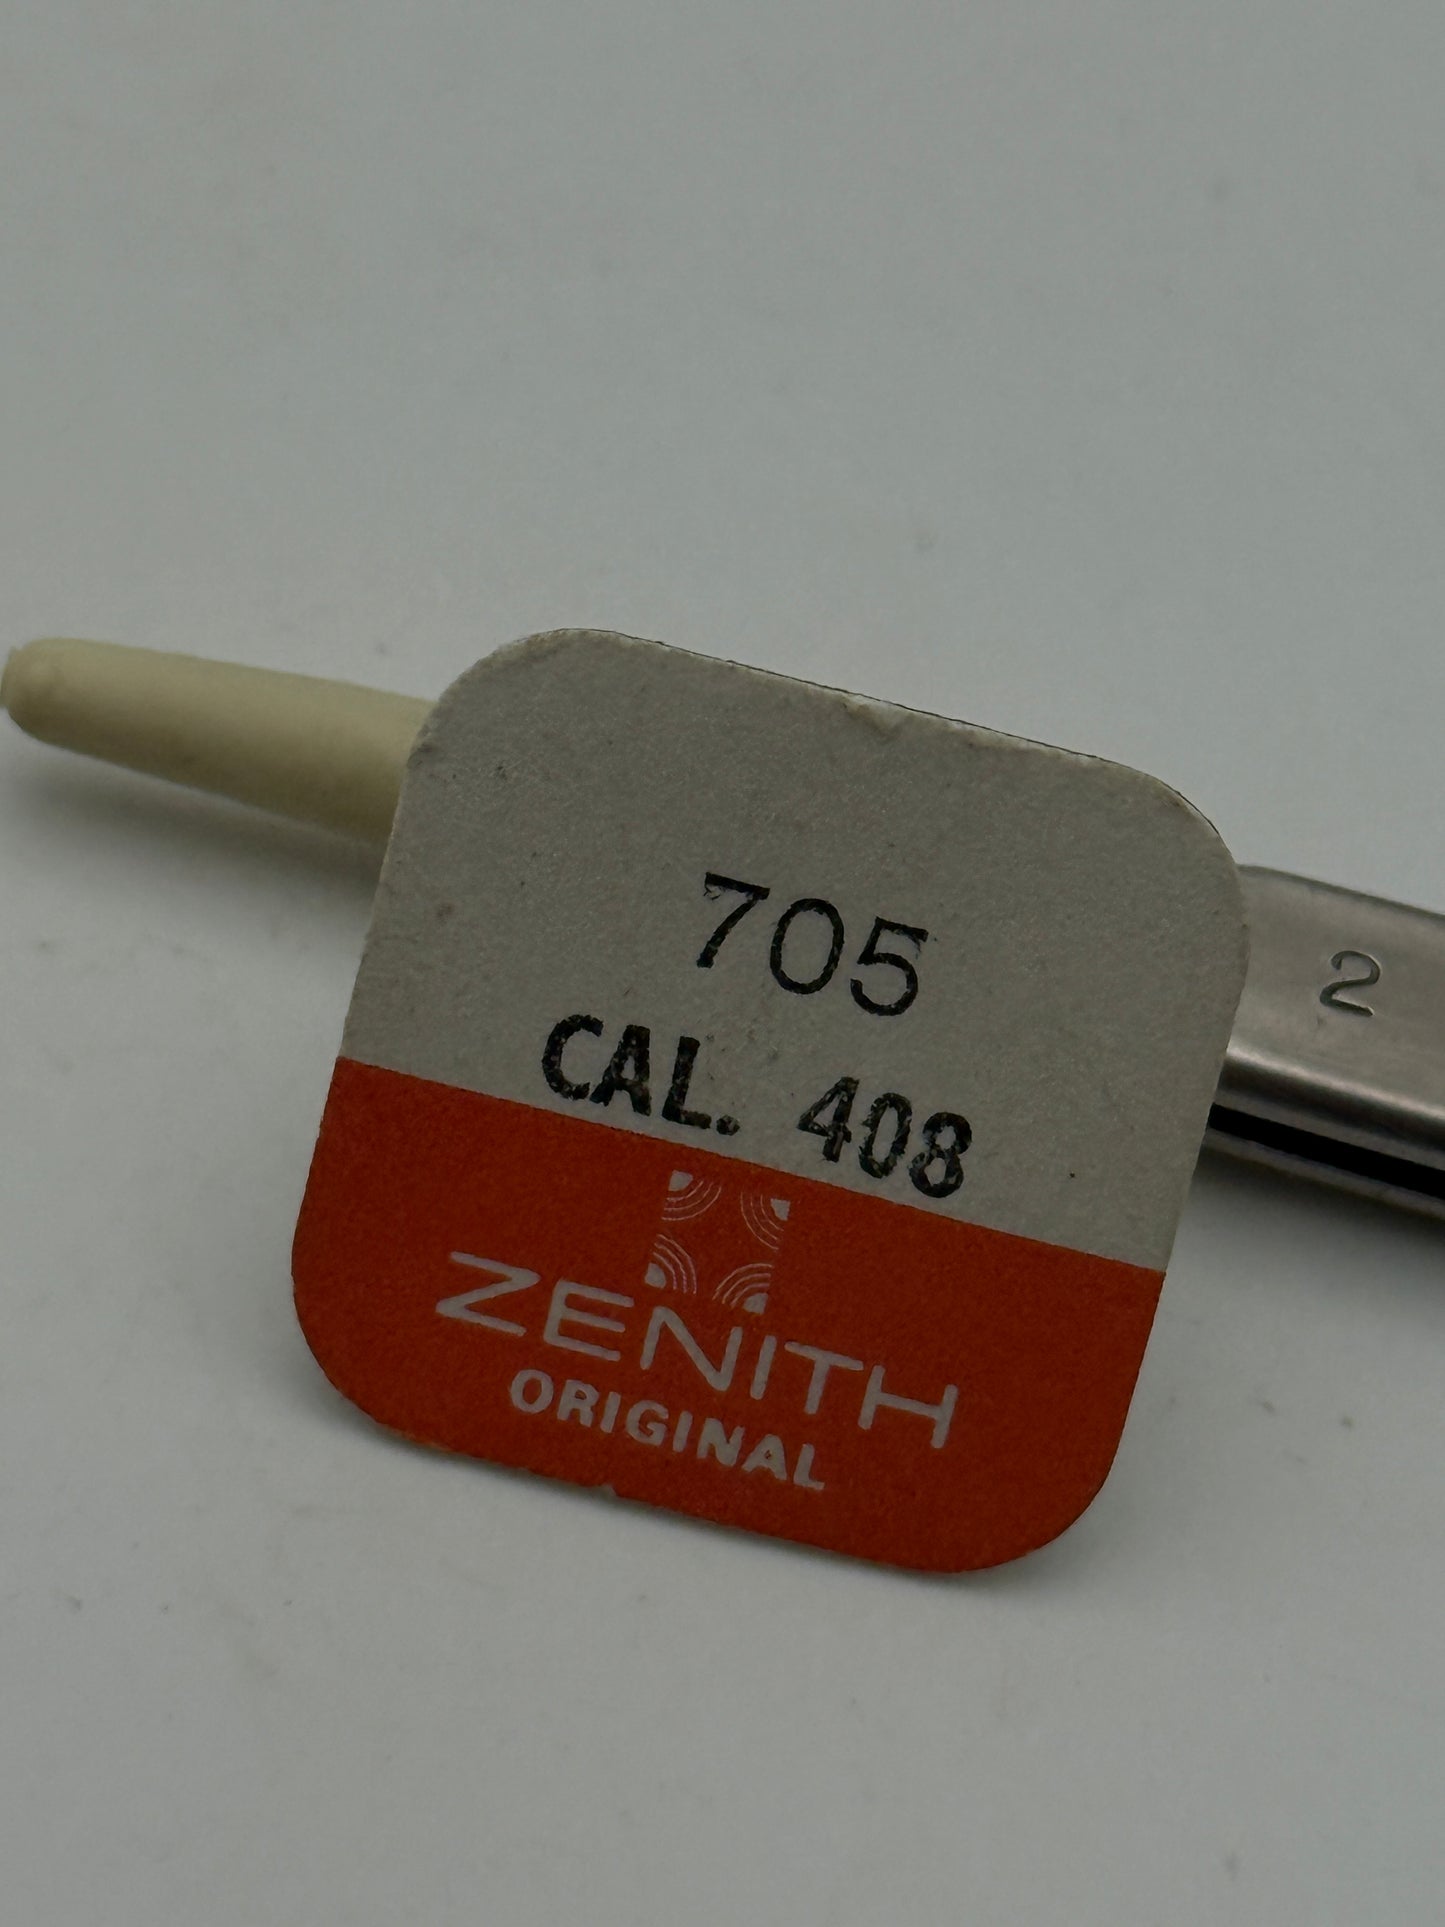 705
CAL. 408
ZENITH
ORIGINAL
2